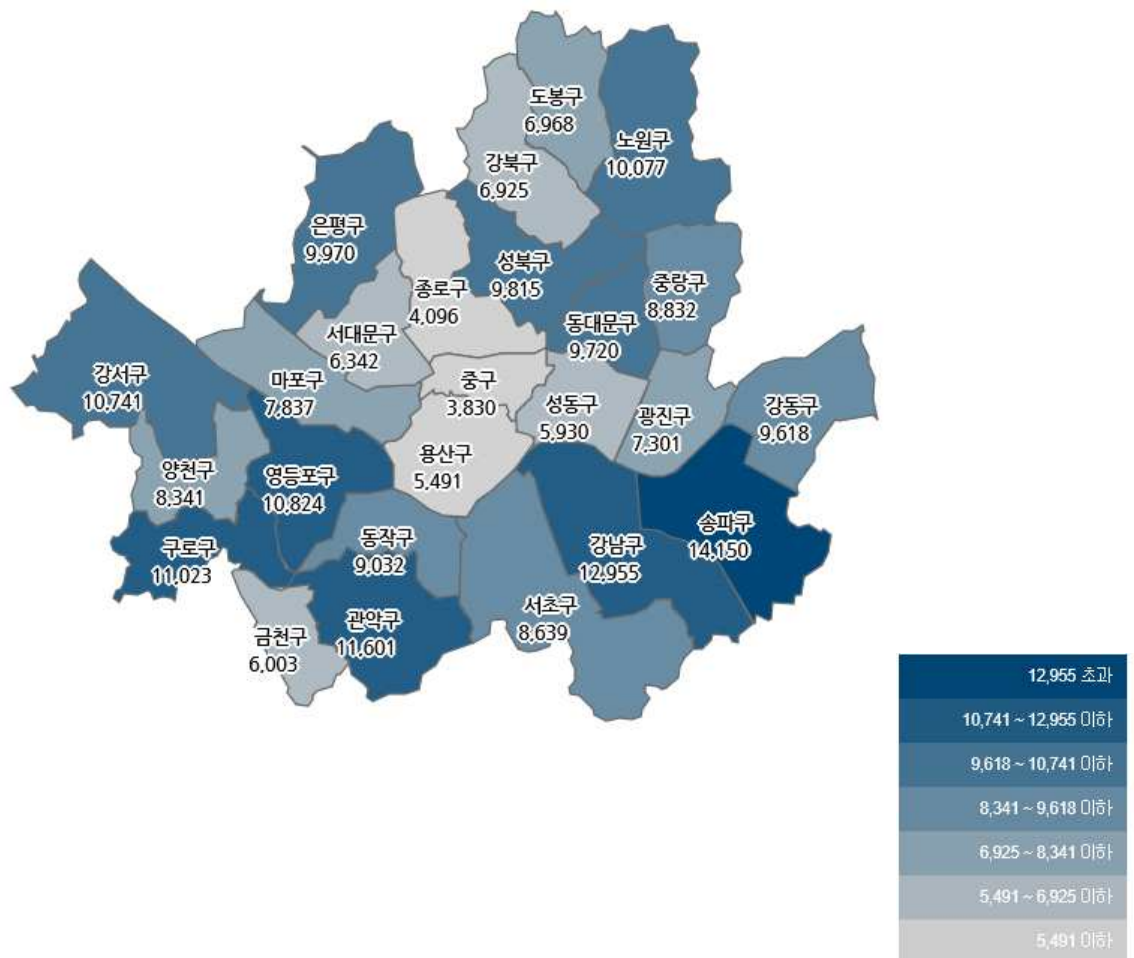 도봉구
6,968
노원구
10,077
강북구
6,925
은평구
9,970
성북구
9,815
중랑구
8,832
종로구
4,096
동대문구
9,720
서대문구
6,342
강서구
10,741
마포구
7,837
중구
3,830
성동구
5,930
광진구
7,301
강동구
9,618
용산구
5,491
양천구
8,341
영등포구
10,824
송파구
14,150
동작구
9,032
강남구
12,955
구로구
11,023
서초구
8,639
관악구
11,601
금천구
6,003
12,955 초과
10,741 ~ 12,955 이하
9,618 ~ 10,741 이하
8,341 ~ 9,618 이하
6,925 ~ 8,341 이하
5,491 ~ 6,925 이하
5,491 이하